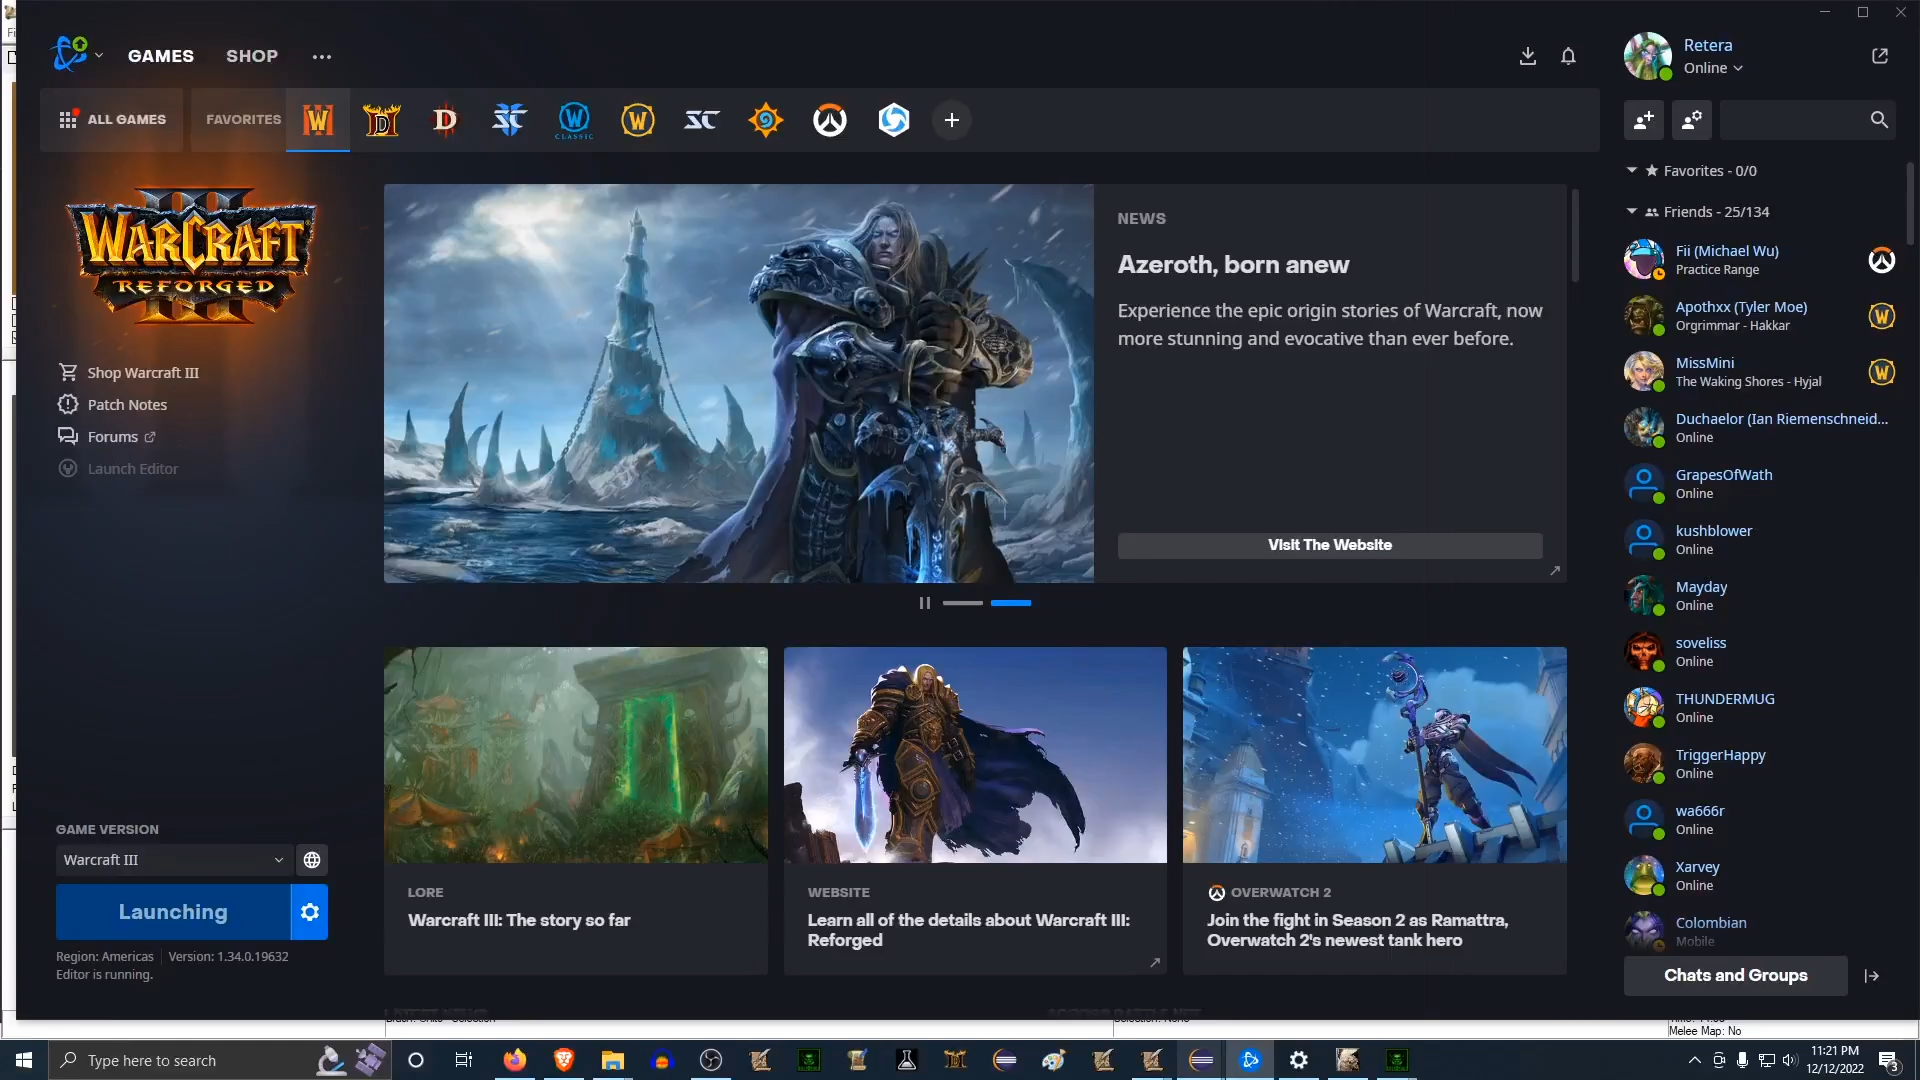 GAMES SHOP
Retera
Online
ALL GAMES FAVORITES
CLASSIC
WARCRAFT
REFORGED
Shop Warcraft III
Patch Notes
Forums
Launch Editor
NEWS
Azeroth, born anew
Experience the epic origin stories of Warcraft, now
more stunning and evocative than ever before.
Visit The Website
LORE
Warcraft III: The story so far
WEBSITE
Learn all of the details about Warcraft III:
Reforged
OVERWATCH 2
Join the fight in Season 2 as Ramattra,
Overwatch 2's newest tank hero
GAME VERSION
Warcraft III
Launching
Region: Americas Version: 1.34.0.19632
Editor is running.
Favorites - 0/0
Friends - 25/134
Fii (Michael Wu)
Practice Range
Apothxx (Tyler Moe)
Orgrimmar - Hakkar
MissMini
The Waking Shores - Hyjal
Duchaelor (Ian Riemenschneid...
Online
GrapesOfWath
Online
kushblower
Online
Mayday
Online
soveliss
Online
THUNDERMUG
Online
TriggerHappy
Online
wa666r
Online
Xarvey
Online
Colombian
Mobile
Chats and Groups
Melee Map: No
Type here to search
11:21 PM
12/12/2022
3